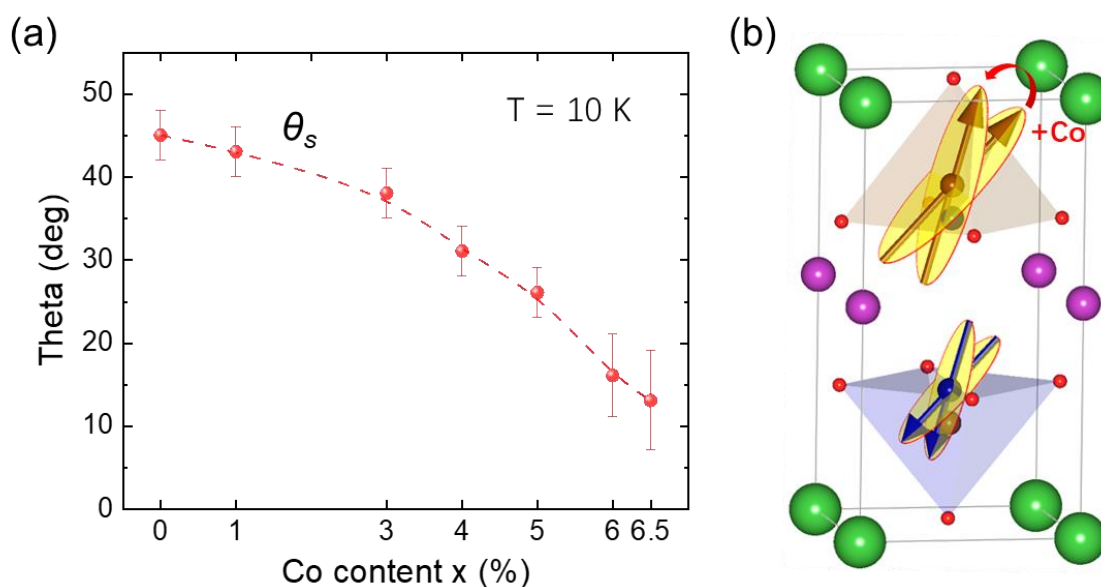 (a)
50
40
30
20
10
0
Theta (deg)
θs
T = 10 K
0 1 3 4 5 6 6.5
Co content x (%)
(b)
+Co